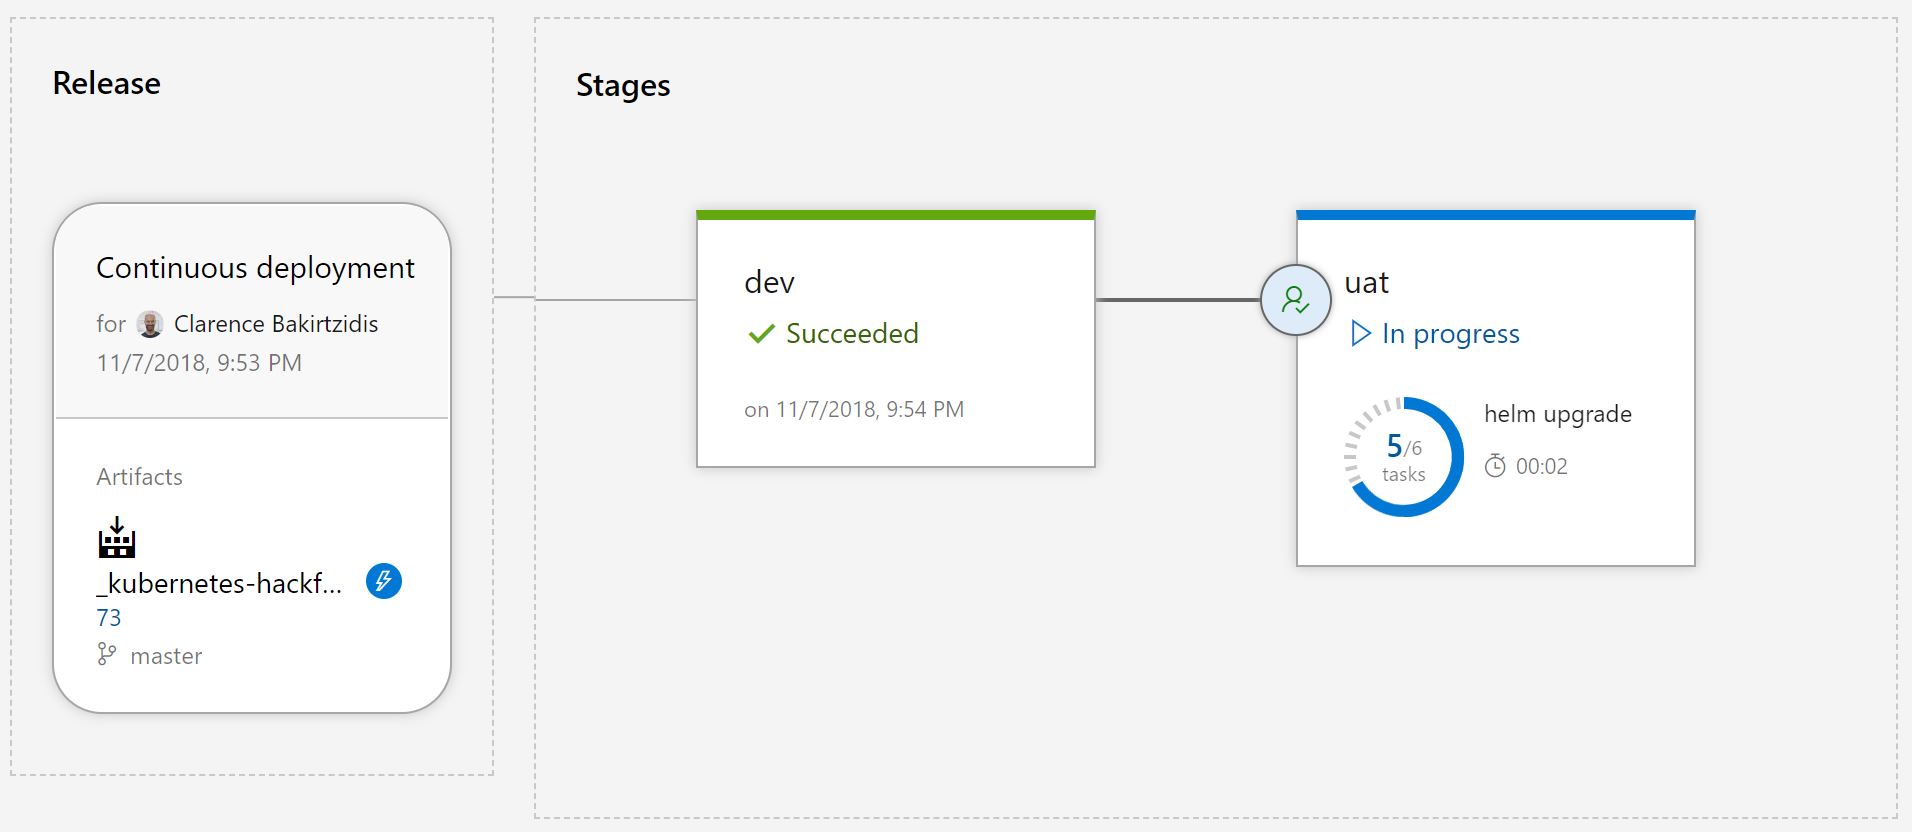 Release
Continuous deployment
for Clarence Bakirtzidis
11/7/2018, 9:53 PM
Artifacts
_kubernetes-hackf...
73
master
Stages
dev
Succeeded
on 11/7/2018, 9:54 PM
uat
In progress
5/6
tasks
helm upgrade
00:02